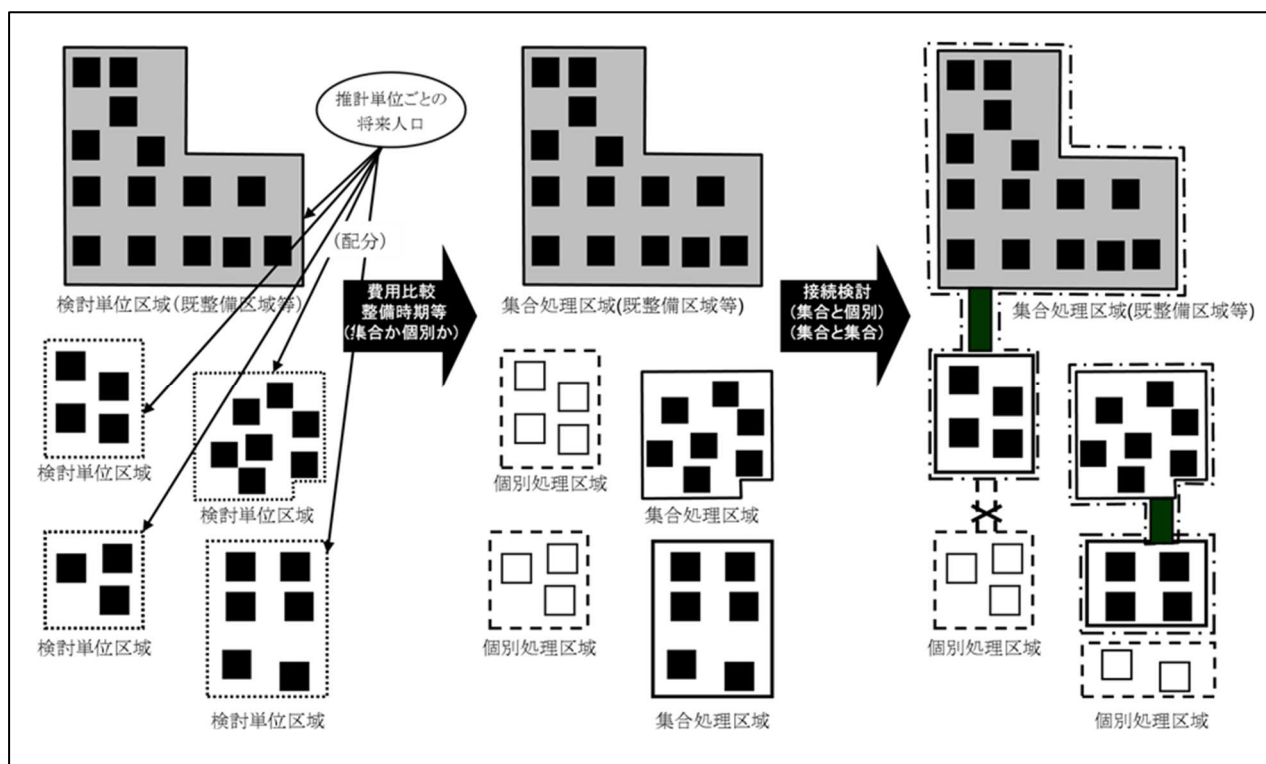 推計単位ごとの
将来人口
(配分)
検討単位区域(既整備区域等)
検討単位区域
検討単位区域
検討単位区域
検討単位区域
費用比較
整備時期等
(集合か個別か)
集合処理区域(既整備区域等)
個別処理区域
集合処理区域
個別処理区域
集合処理区域
接続検討
(集合と個別)
(集合と集合)
集合処理区域(既整備区域等)
個別処理区域
個別処理区域